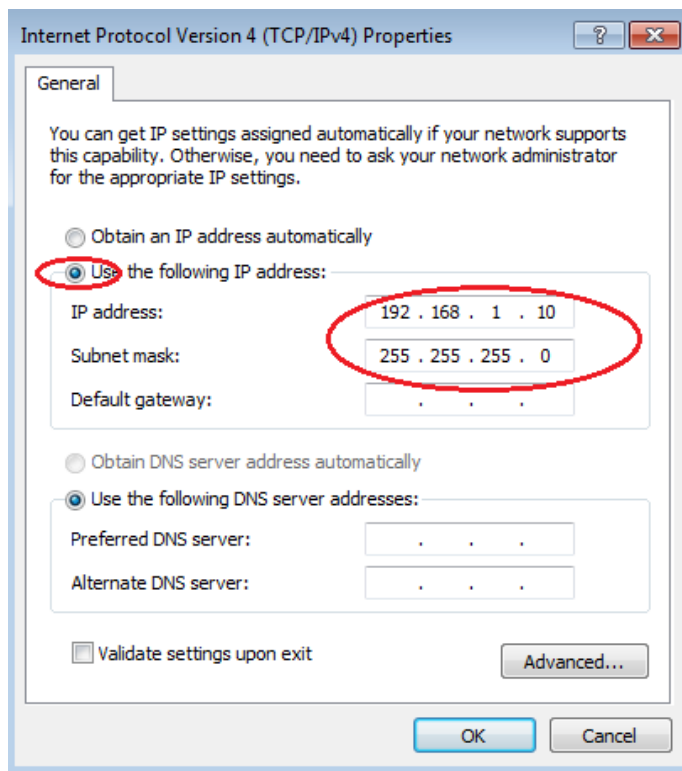 Internet Protocol Version 4 (TCP/IPv4) Properties
?
General
You can get IP settings assigned automatically if your network supports
this capability. Otherwise, you need to ask your network administrator
for the appropriate IP settings.
Obtain an IP address automatically
Use the following IP address:
IP address: 192 . 168 . 1 . 10
Subnet mask: 255 . 255 . 255 . 0
Default gateway: . . .
Obtain DNS server address automatically
Use the following DNS server addresses:
Preferred DNS server: . . .
Alternate DNS server: . . .
Validate settings upon exit
Advanced...
OK Cancel